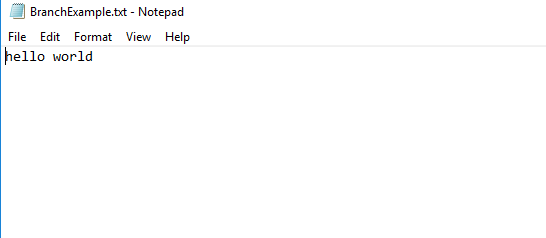 BranchExample.txt - Notepad
File Edit Format View Help
hello world